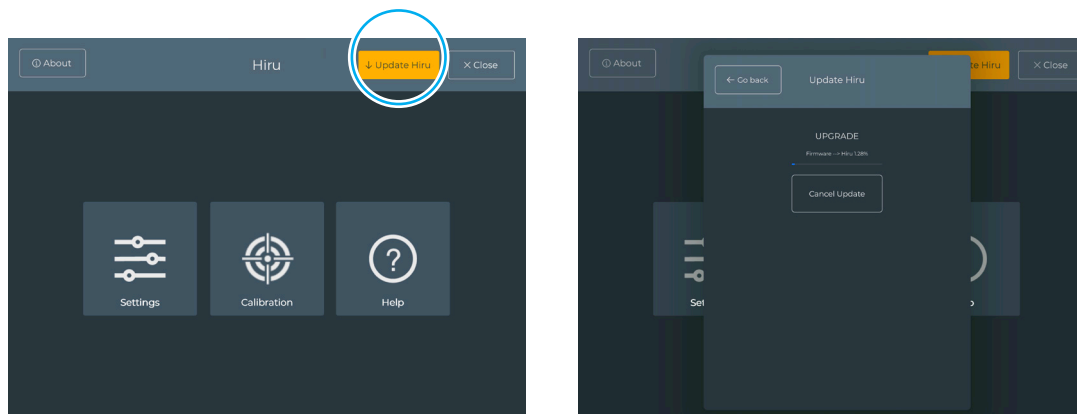 ⓘ About
Hiru
↓ Update Hiru
× Close
Settings
Calibration
Help
ⓘ About
te Hiru
× Close
← Go back
Update Hiru
UPGRADE
Firmware --> Hiru 1.28%
Cancel Update
Set